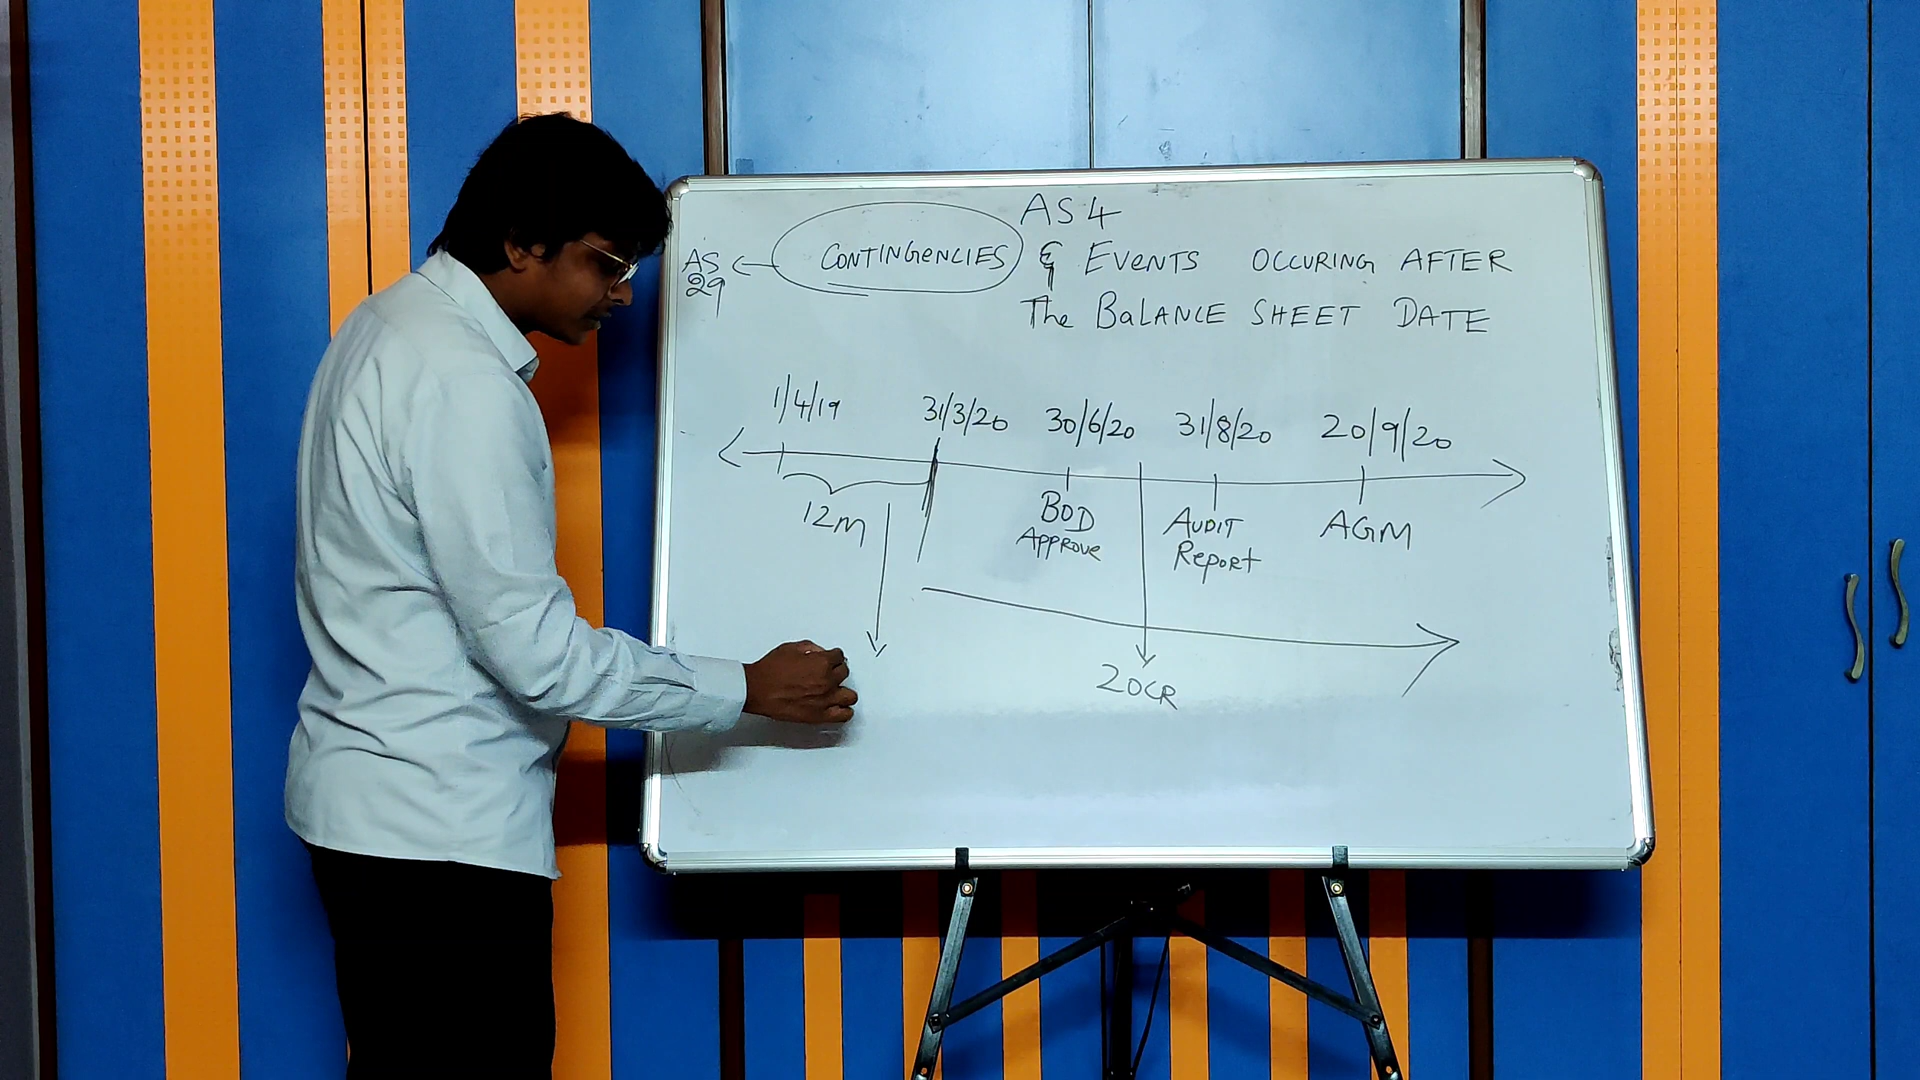 AS 4
CONTINGENCIES & EVENTS OCCURING AFTER
THE BALANCE SHEET DATE
AS
29
1/4/19 31/3/20 30/6/20 31/8/20 20/9/20
12M
BOD
APPROVE
AUDIT
REPORT
AGM
20CR